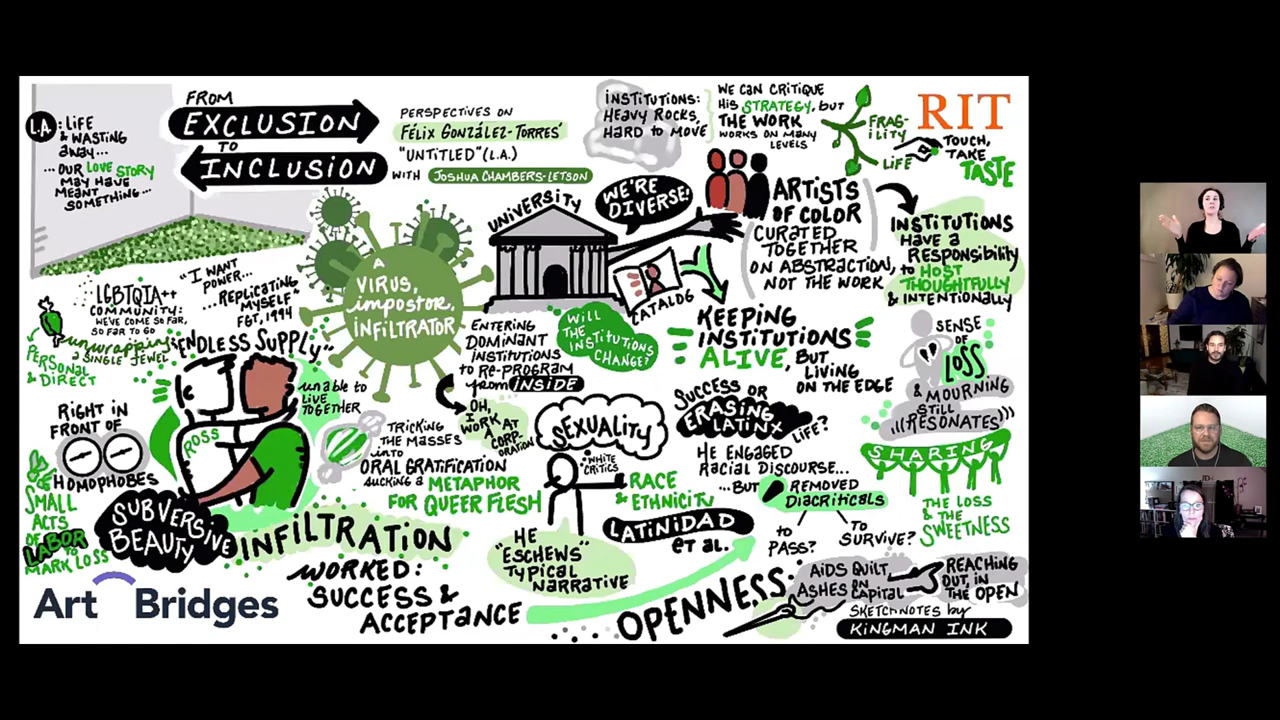 FROM
EXCLUSION
TO
INCLUSION
L.A.: LIFE
& WASTING
AWAY...
...OUR LOVE STORY
MAY HAVE
MEANT
SOMETHING...
PERSPECTIVES ON
FÉLIX GONZÁLEZ-TORRES'
"UNTITLED" (L.A.)
WITH JOSHUA CHAMBERS-LETSON
INSTITUTIONS:
HEAVY ROCKS,
HARD to MOVE
WE CAN CRITIQUE
HIS STRATEGY, but
THE WORK
WORKS ON MANY
LEVELS
FRAG-
ILITY
of
LIFE
RIT
TOUCH,
TAKE
TASTE
UNIVERSITY
WE'RE
DIVERSE!
CATALOG
ARTISTS
OF COLOR
CURATED
TOGETHER
ON ABSTRACTION,
NOT THE WORK
INSTITUTIONS
HAVE a
Responsibility
to HOST
THOUGHTFULLY
& INTENTIONALLY
A
VIRUS,
impostor,
INFILTRATOR
"I WANT
POWER...
...REPLICATING
MYSELF"
FGT, 1994
LGBTQIA++
COMMUNITY:
WE'VE COME SO FAR,
SO FAR TO GO
unwrapping
a SINGLE JEWEL
PERSONAL
& DIRECT
"ENDLESS SUPPLY"
unable to
LIVE
TOGETHER
ROSS
RIGHT IN
FRONT OF
HOMOPHOBES
SMALL
ACTS
OF
LABOR
TO
MARK LOSS
SUBVERSIVE
BEAUTY
ENTERING
DOMINANT
INSTITUTIONS
to RE-PROGRAM
from INSIDE
WILL
THE
INSTITUTIONS
CHANGE?
OH,
I
WORK AT
A
CORP-
ORATION
TRICKING
THE MASSES
into
ORAL GRATIFICATION
SUCKING a METAPHOR
FOR QUEER FLESH
INFILTRATION
WORKED:
SUCCESS &
ACCEPTANCE
KEEPING
INSTITUTIONS
ALIVE, BUT
LIVING
ON THE EDGE
SEXUALITY
WHITE
CRITICS
RACE
& ETHNICITY
LATINIDAD
et al.
HE
"ESCHEWS"
TYPICAL
NARRATIVE
SUCCESS OR
ERASING
LATINX
LIFE?
HE ENGAGED
RACIAL DISCOURSE...
...BUT REMOVED
DIACRITICALS
TO
PASS?
TO
SURVIVE?
SENSE
OF
LOSS
& MOURNING
STILL
(((RESONATES)))
SHARING
THE LOSS
& THE
SWEETNESS
OPENNESS:
AIDS QUILT,
ASHES ON
CAPITAL
REACHING
OUT, IN
THE OPEN
SKETCHNOTES by
KINGMAN INK
Art Bridges